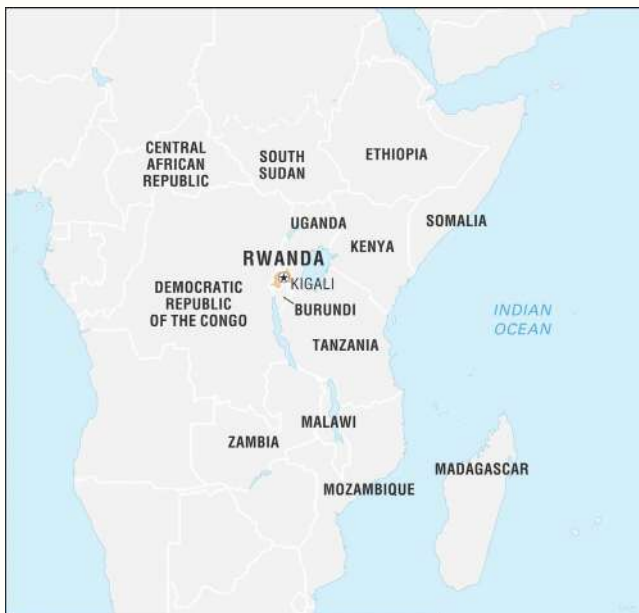 CENTRAL
AFRICAN
REPUBLIC
SOUTH
SUDAN
ETHIOPIA
UGANDA
SOMALIA
KENYA
RWANDA
KIGALI
DEMOCRATIC
REPUBLIC
OF THE CONGO
BURUNDI
INDIAN
OCEAN
TANZANIA
MALAWI
ZAMBIA
MADAGASCAR
MOZAMBIQUE